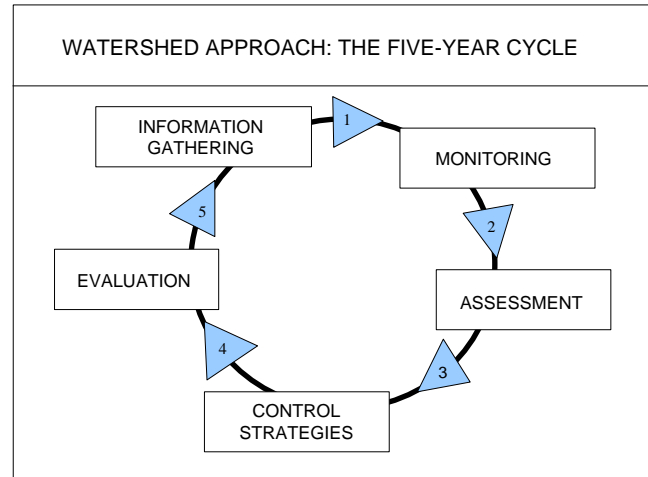 WATERSHED APPROACH: THE FIVE-YEAR CYCLE
INFORMATION
GATHERING
1
MONITORING
2
ASSESSMENT
3
CONTROL
STRATEGIES
4
EVALUATION
5